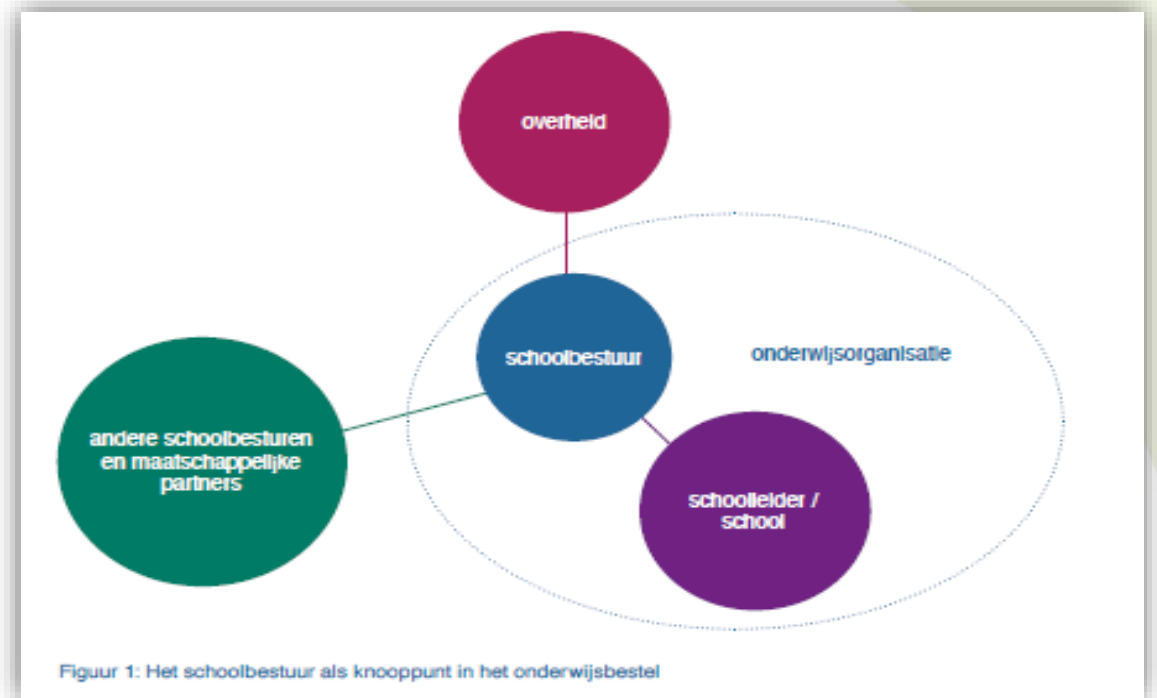 overheid
schoolbestuur
onderwijsorganisatie
andere schoolbesturen
en maatschappelijke
partners
schoolleider /
school
Figuur 1: Het schoolbestuur als knooppunt in het onderwijsbestel